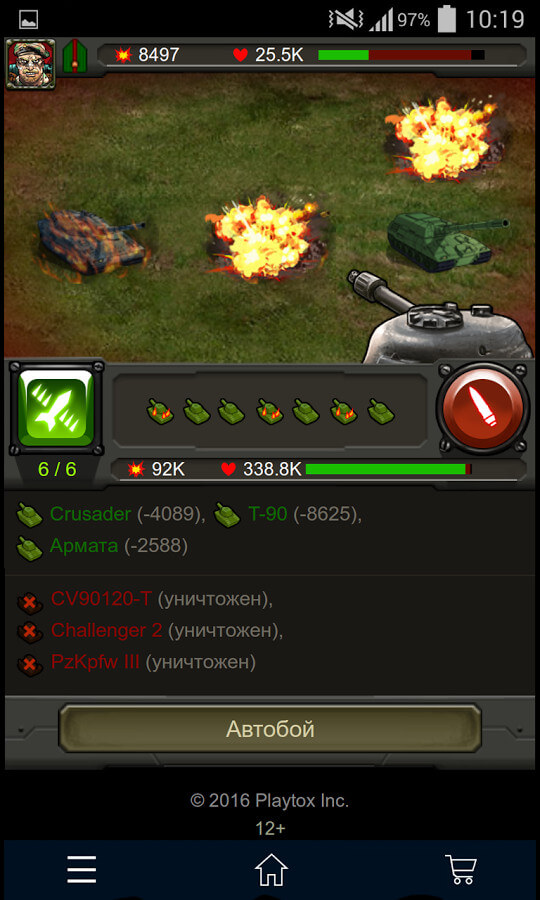 97% 10:19
8497 25.5K
6 / 6 92K 338.8K
Crusader (-4089), T-90 (-8625),
Армата (-2588)
CV90120-T (уничтожен),
Challenger 2 (уничтожен),
PzKpfw III (уничтожен)
Автобой
© 2016 Playtox Inc.
12+